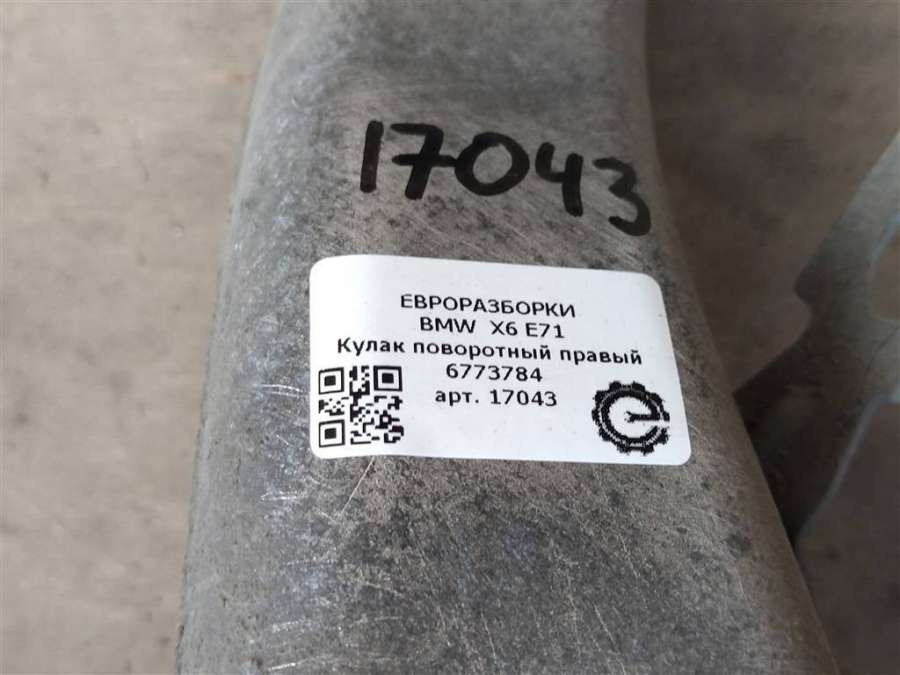 17043
ЕВРОРАЗБОРКИ
BMW X6 E71
Кулак поворотный правый
6773784
арт. 17043